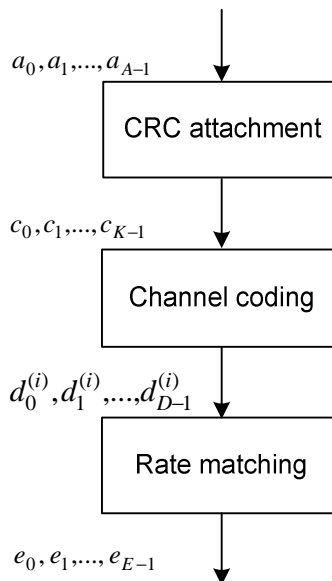 a_0, a_1,..., a_{A-1}
CRC attachment
c_0, c_1,..., c_{K-1}
Channel coding
d_0^{(i)}, d_1^{(i)},..., d_{D-1}^{(i)}
Rate matching
e_0, e_1,..., e_{E-1}